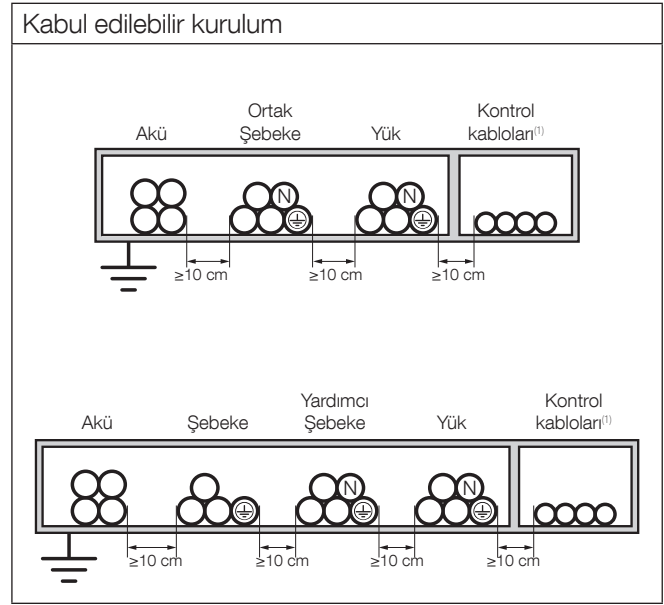 Kabul edilebilir kurulum
Akü
Ortak
Şebeke
Yük
Kontrol
kabloları(1)
N
N
≥10 cm
≥10 cm
≥10 cm
Akü
Şebeke
Yardımcı
Şebeke
Yük
Kontrol
kabloları(1)
N
N
≥10 cm
≥10 cm
≥10 cm
≥10 cm